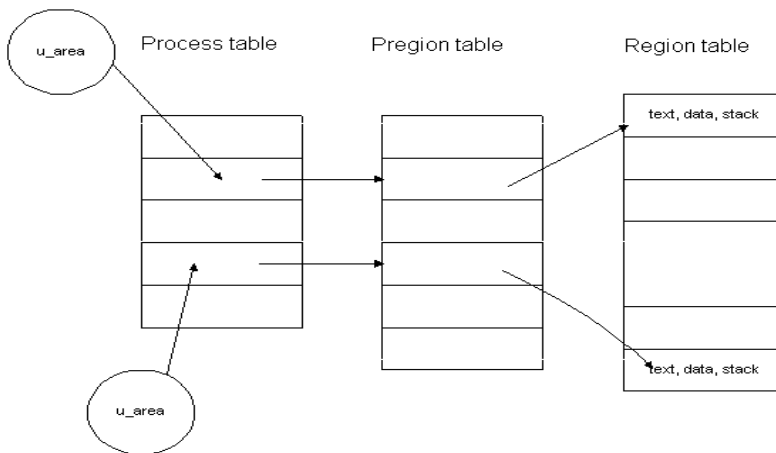 u_area
Process table
Pregion table
Region table
text, data, stack
text, data, stack
u_area